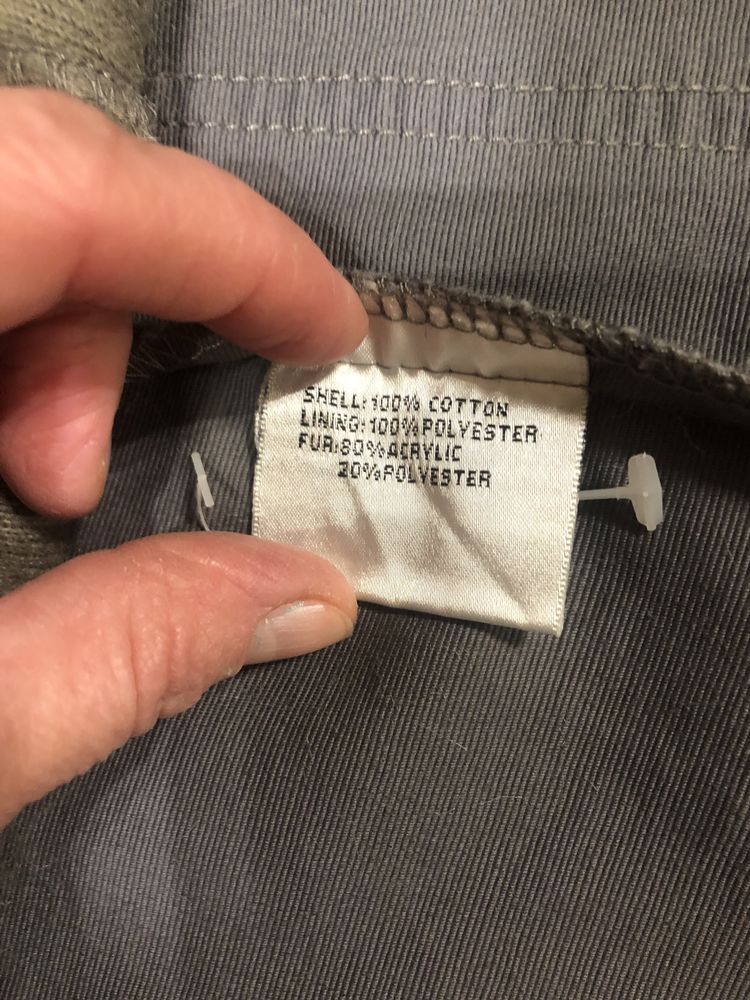 SHELL:100% COTTON
LINING:100%POLYESTER
FUR:80%ACRYLIC
20%POLYESTER